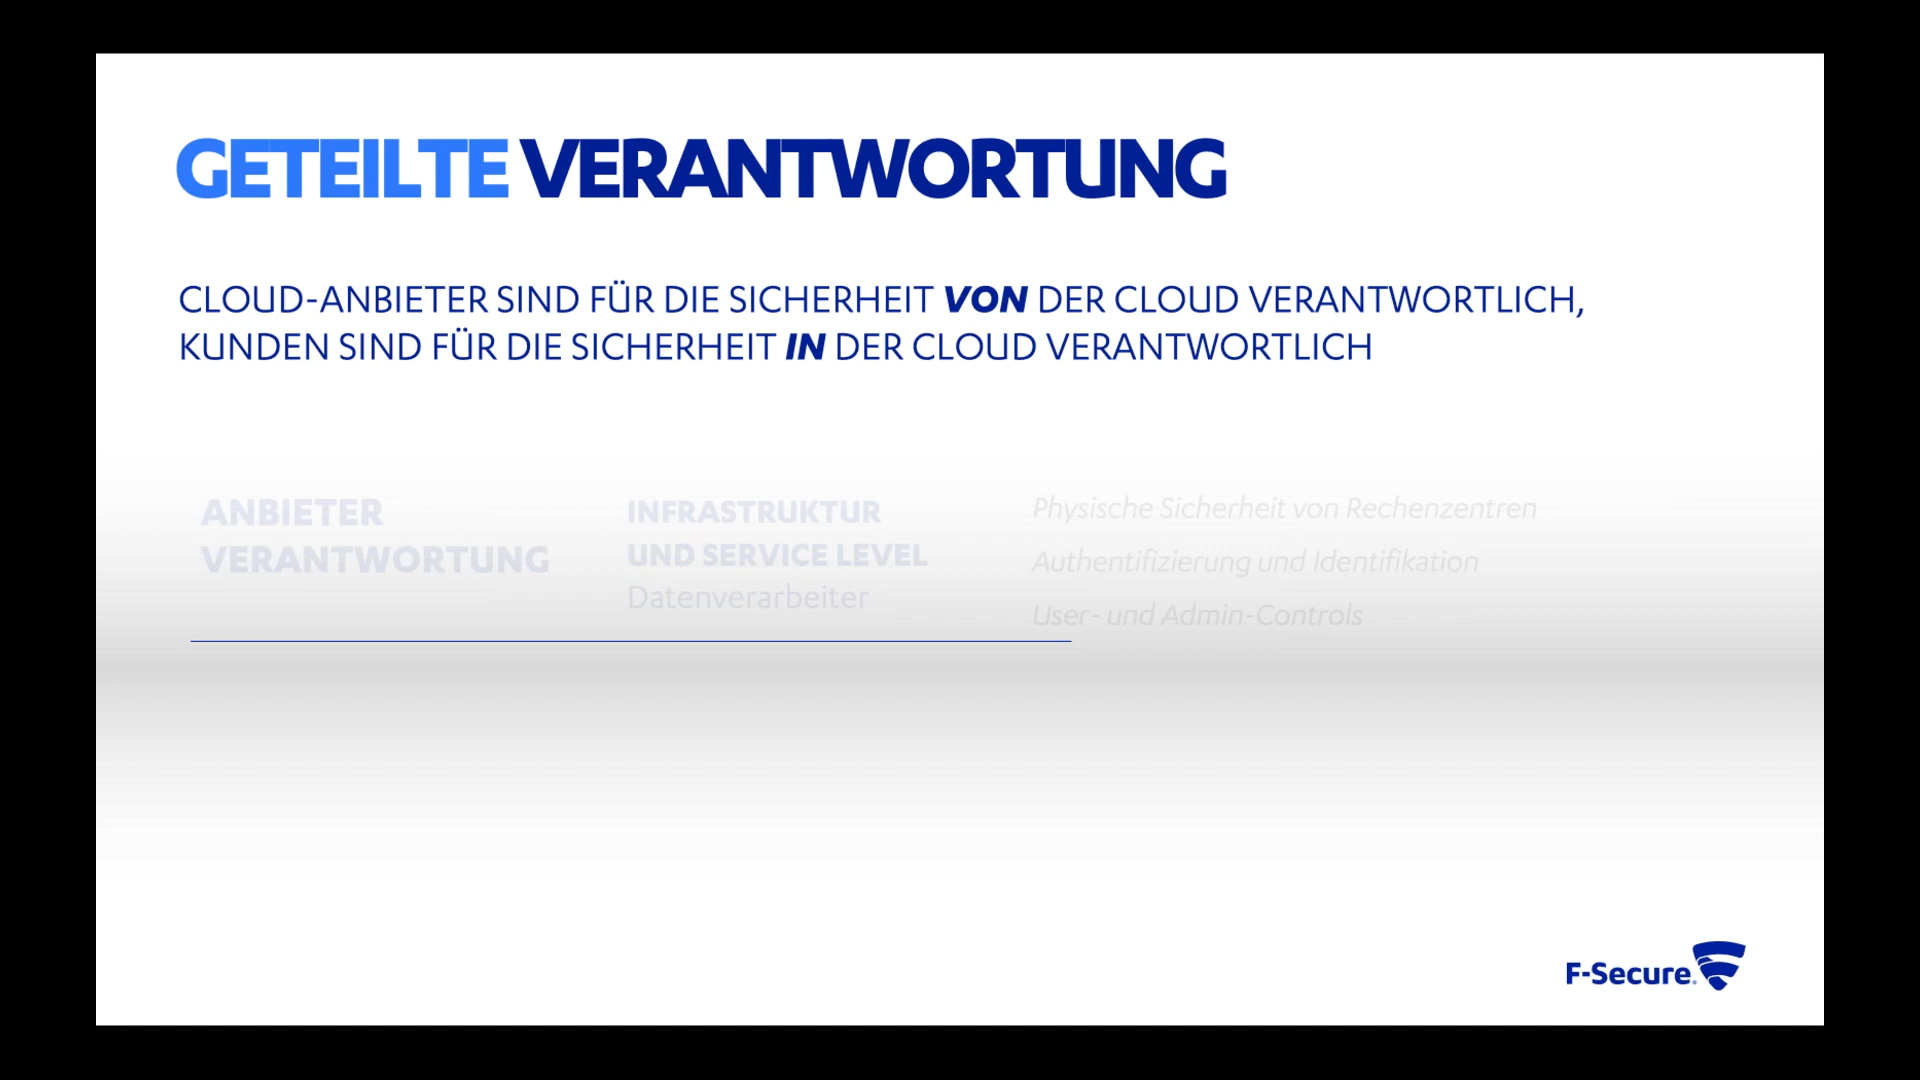 GETEILTE VERANTWORTUNG
CLOUD-ANBIETER SIND FÜR DIE SICHERHEIT VON DER CLOUD VERANTWORTLICH,
KUNDEN SIND FÜR DIE SICHERHEIT IN DER CLOUD VERANTWORTLICH
ANBIETER
VERANTWORTUNG
INFRASTRUKTUR
UND SERVICE LEVEL
Datenverarbeiter
Physische Sicherheit von Rechenzentren
Authentifizierung und Identifikation
User- und Admin-Controls
F-Secure.